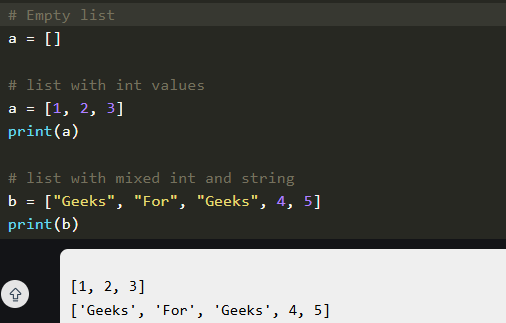 # Empty list
a = []
# list with int values
a = [1, 2, 3]
print(a)
# list with mixed int and string
b = ["Geeks", "For", "Geeks", 4, 5]
print(b)
[1, 2, 3]
['Geeks', 'For', 'Geeks', 4, 5]